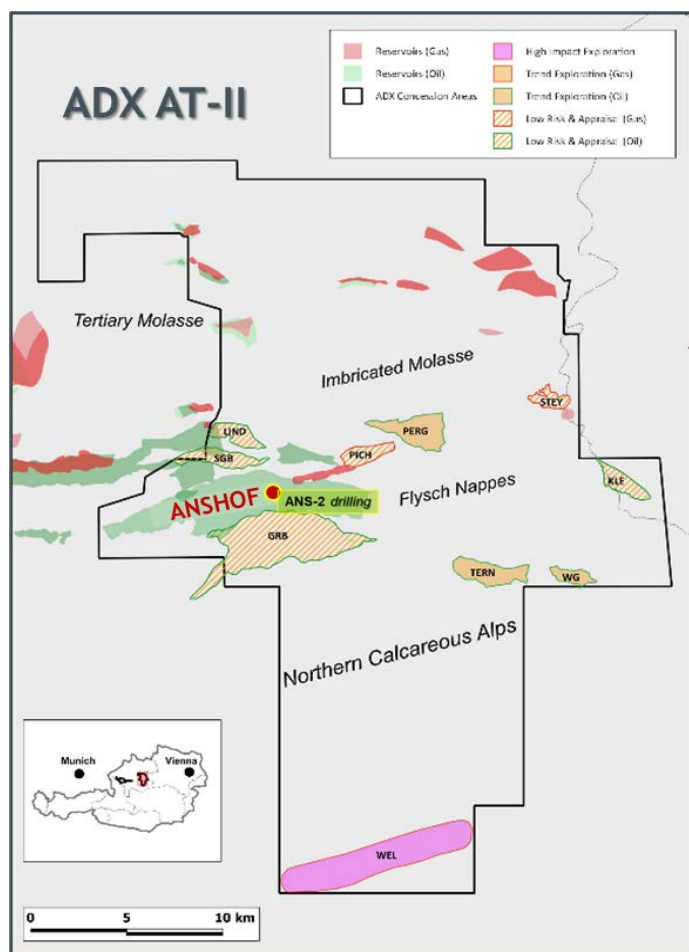 ADX AT-II
Reservoirs (Gas)
Reservoirs (Oil)
ADX Concession Areas
High Impact Exploration
Trend Exploration (Gas)
Trend Exploration (Oil)
Low Risk & Appraisal (Gas)
Low Risk & Appraisal (Oil)
Tertiary Molasse
Imbricated Molasse
STEY
LIND
PERG
SGB
PICH
KLE
Flysch Nappes
ANSHOF
ANS-2 drilling
GRB
TERN
WG
Northern Calcareous Alps
Munich
Vienna
WEL
0 5 10 km